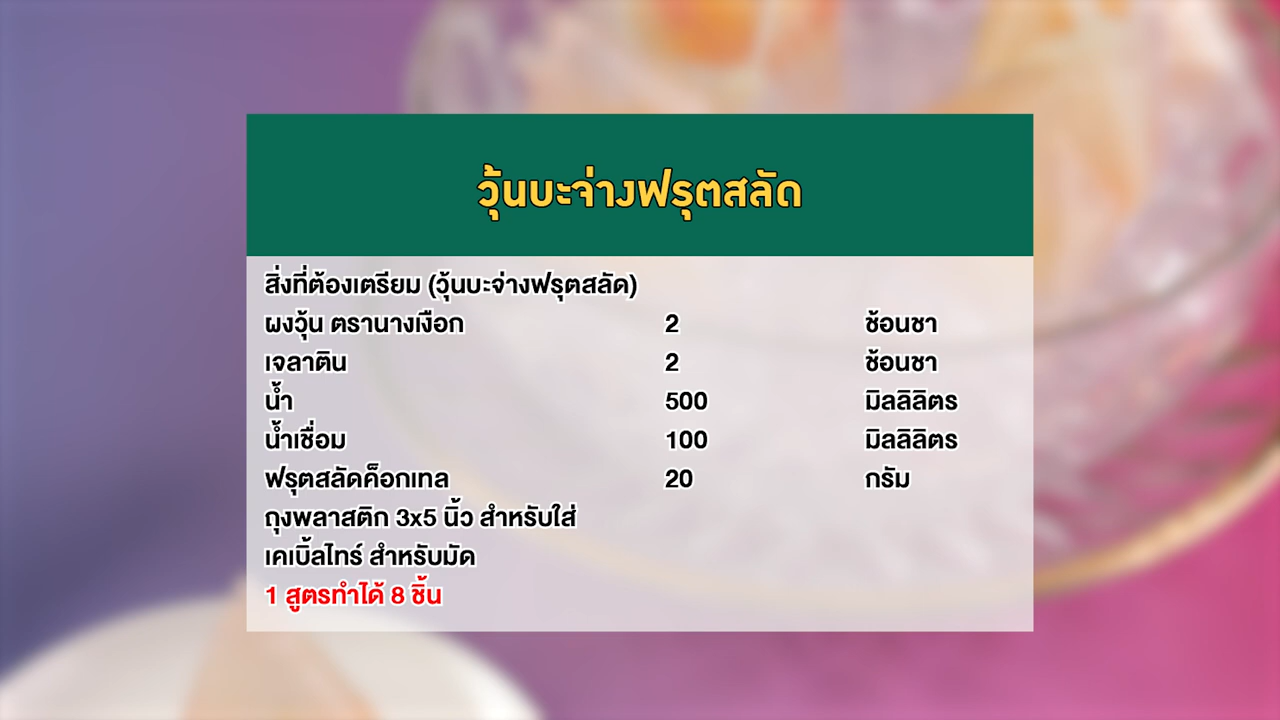 วุ้นบะจ่างฟรุตสลัด
สิ่งที่ต้องเตรียม (วุ้นบะจ่างฟรุตสลัด)
ผงวุ้น ตรานางเงือก 2 ช้อนชา
เจลาติน 2 ช้อนชา
น้ำ 500 มิลลิลิตร
น้ำเชื่อม 100 มิลลิลิตร
ฟรุตสลัดค็อกเทล 20 กรัม
ถุงพลาสติก 3x5 นิ้ว สำหรับใส่
เคเบิ้ลไทร์ สำหรับมัด
1 สูตรทำได้ 8 ชิ้น